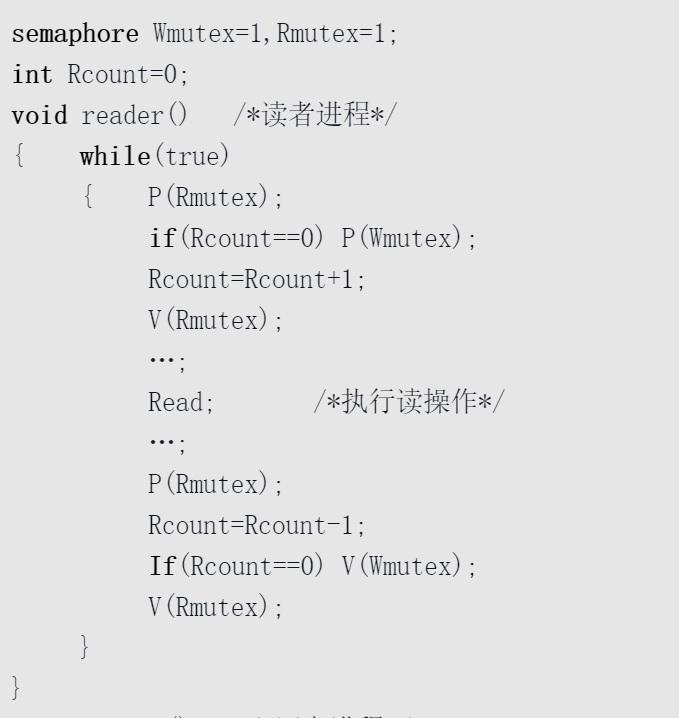 semaphore Wmutex=1,Rmutex=1;
int Rcount=0;
void reader() /*读者进程*/
{ while(true)
{ P(Rmutex);
if(Rcount==0) P(Wmutex);
Rcount=Rcount+1;
V(Rmutex);
…;
Read; /*执行读操作*/
…;
P(Rmutex);
Rcount=Rcount-1;
If(Rcount==0) V(Wmutex);
V(Rmutex);
}
}